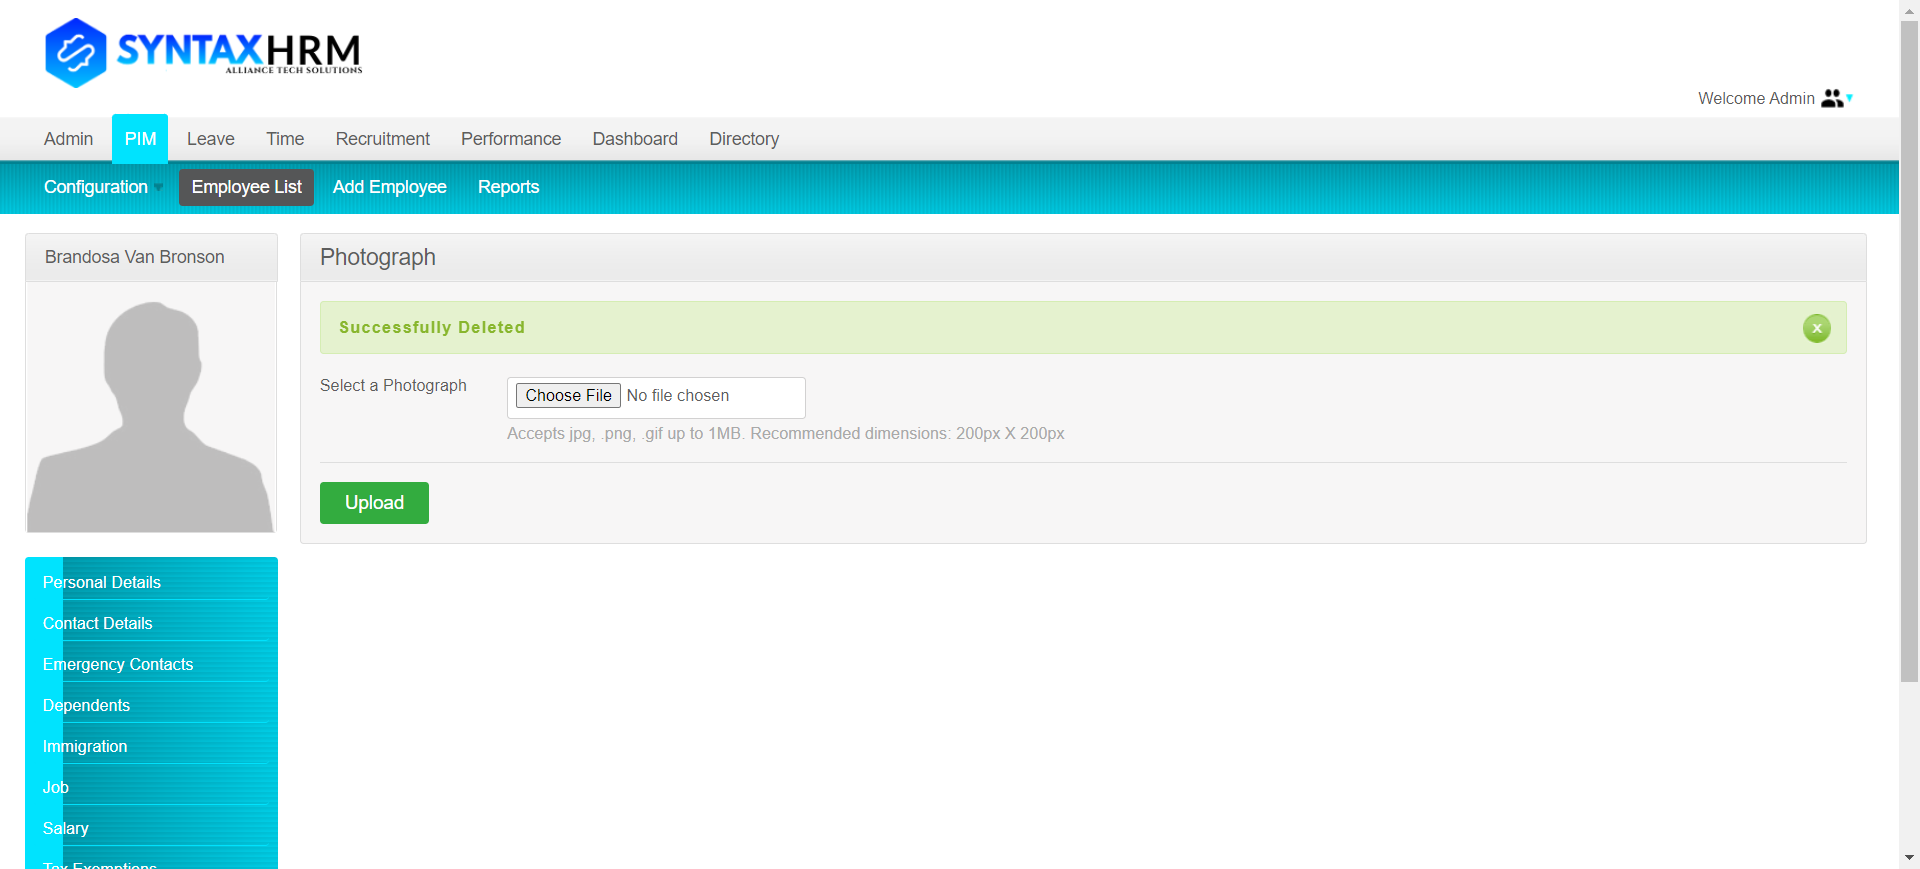 SYNTAXHRM
ALLIANCE TECH SOLUTIONS
Welcome Admin
Admin PIM Leave Time Recruitment Performance Dashboard Directory
Configuration Employee List Add Employee Reports
Brandosa Van Bronson
Photograph
Successfully Deleted
x
Select a Photograph Choose File No file chosen
Accepts jpg, .png, .gif up to 1MB. Recommended dimensions: 200px X 200px
Upload
Personal Details
Contact Details
Emergency Contacts
Dependents
Immigration
Job
Salary
Tax Exemptions